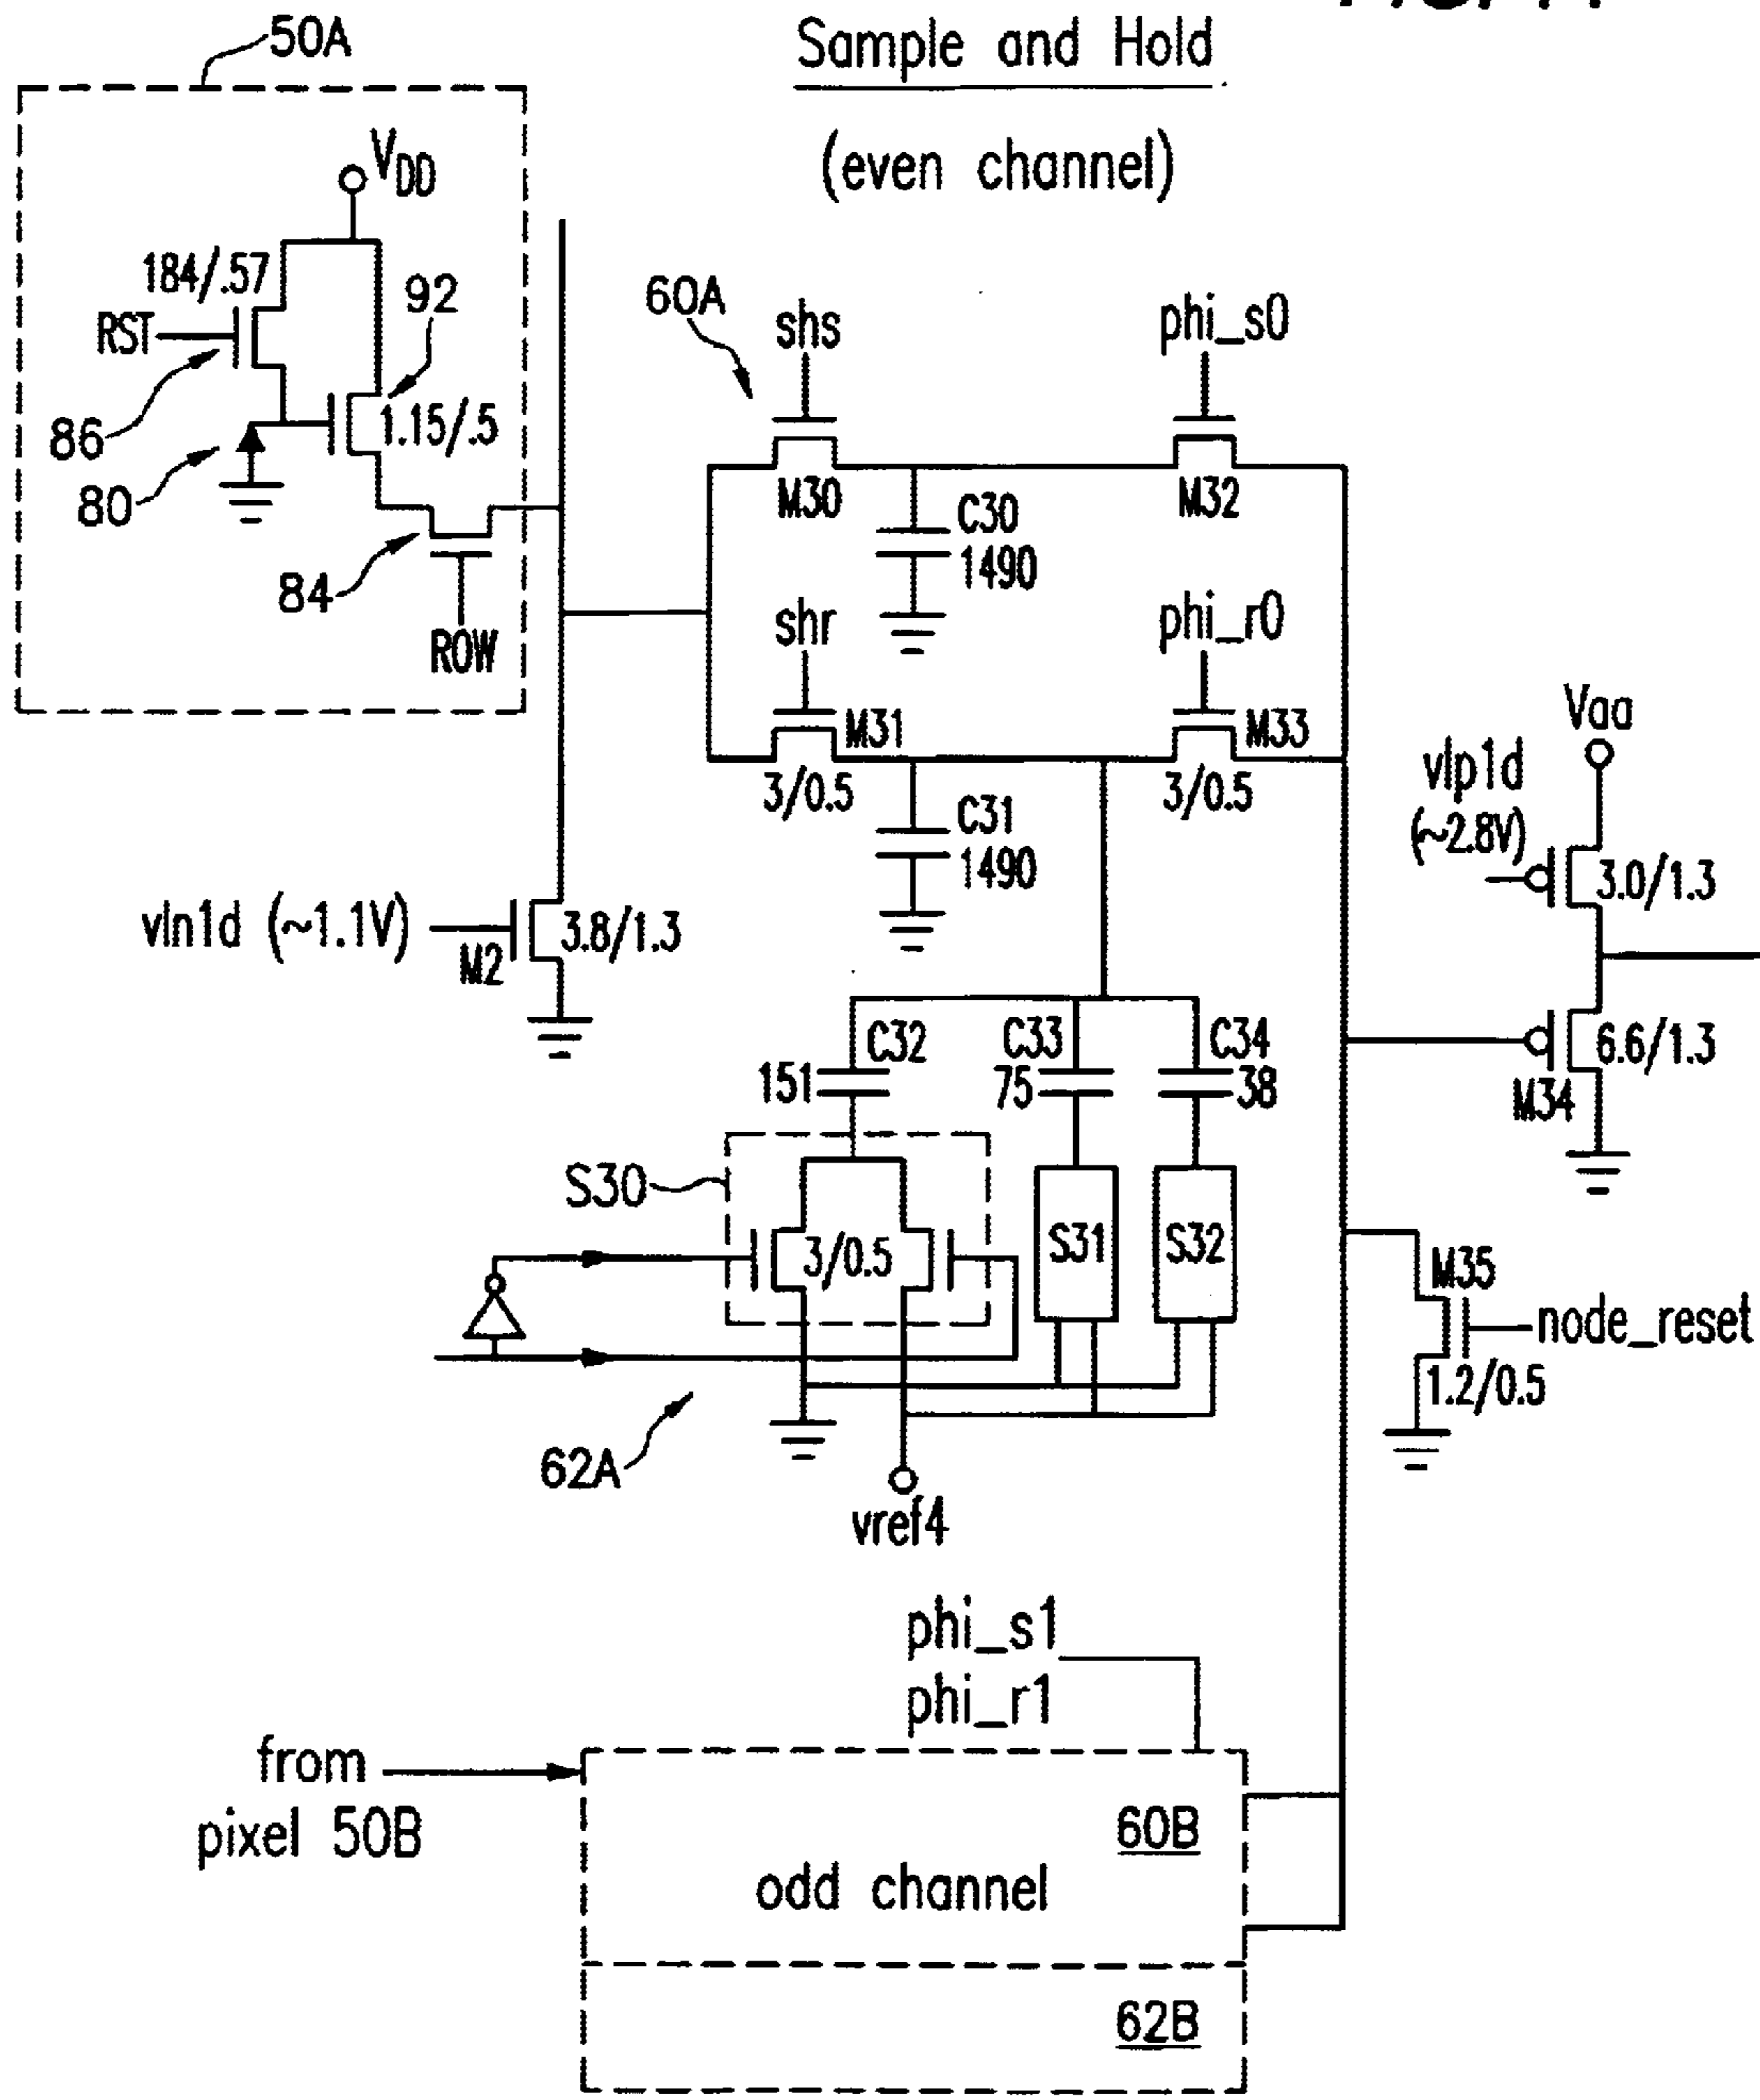 Sample and Hold
(even channel)
50A
VDD
184/.57
RST
92
86
1.15/.5
80
84
ROW
60A
shs
phi_s0
M30
M32
C30
1490
shr
phi_r0
M31
3/0.5
M33
3/0.5
C31
1490
Vaa
vlp1d
(~2.8V)
3.0/1.3
vln1d (~1.1V)
M2
3.8/1.3
C32
151
C33
75
C34
38
6.6/1.3
M34
S30
3/0.5
S31
S32
M35
node_reset
1.2/0.5
62A
vref4
phi_s1
phi_r1
from
pixel 50B
60B
odd channel
62B